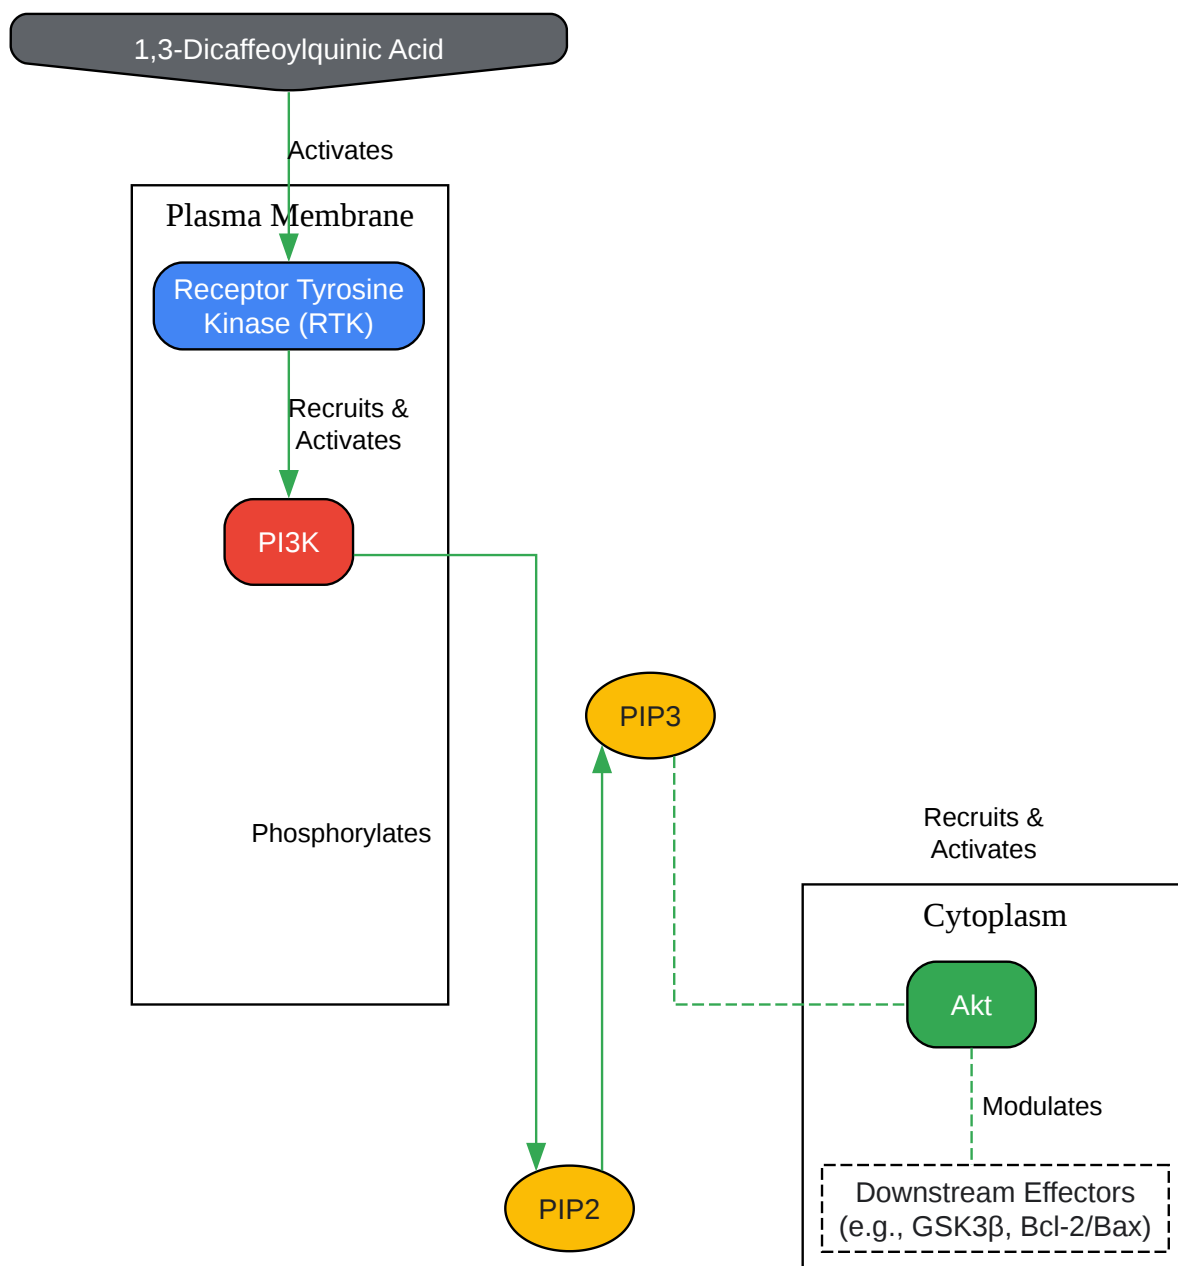 1,3-Dicaffeoylquinic Acid
Activates
Plasma Membrane
Receptor Tyrosine
Kinase (RTK)
Recruits &
Activates
PI3K
PIP3
Phosphorylates
Recruits &
Activates
Cytoplasm
Akt
Modulates
Downstream Effectors
(e.g., GSK3β, Bcl-2/Bax)
PIP2